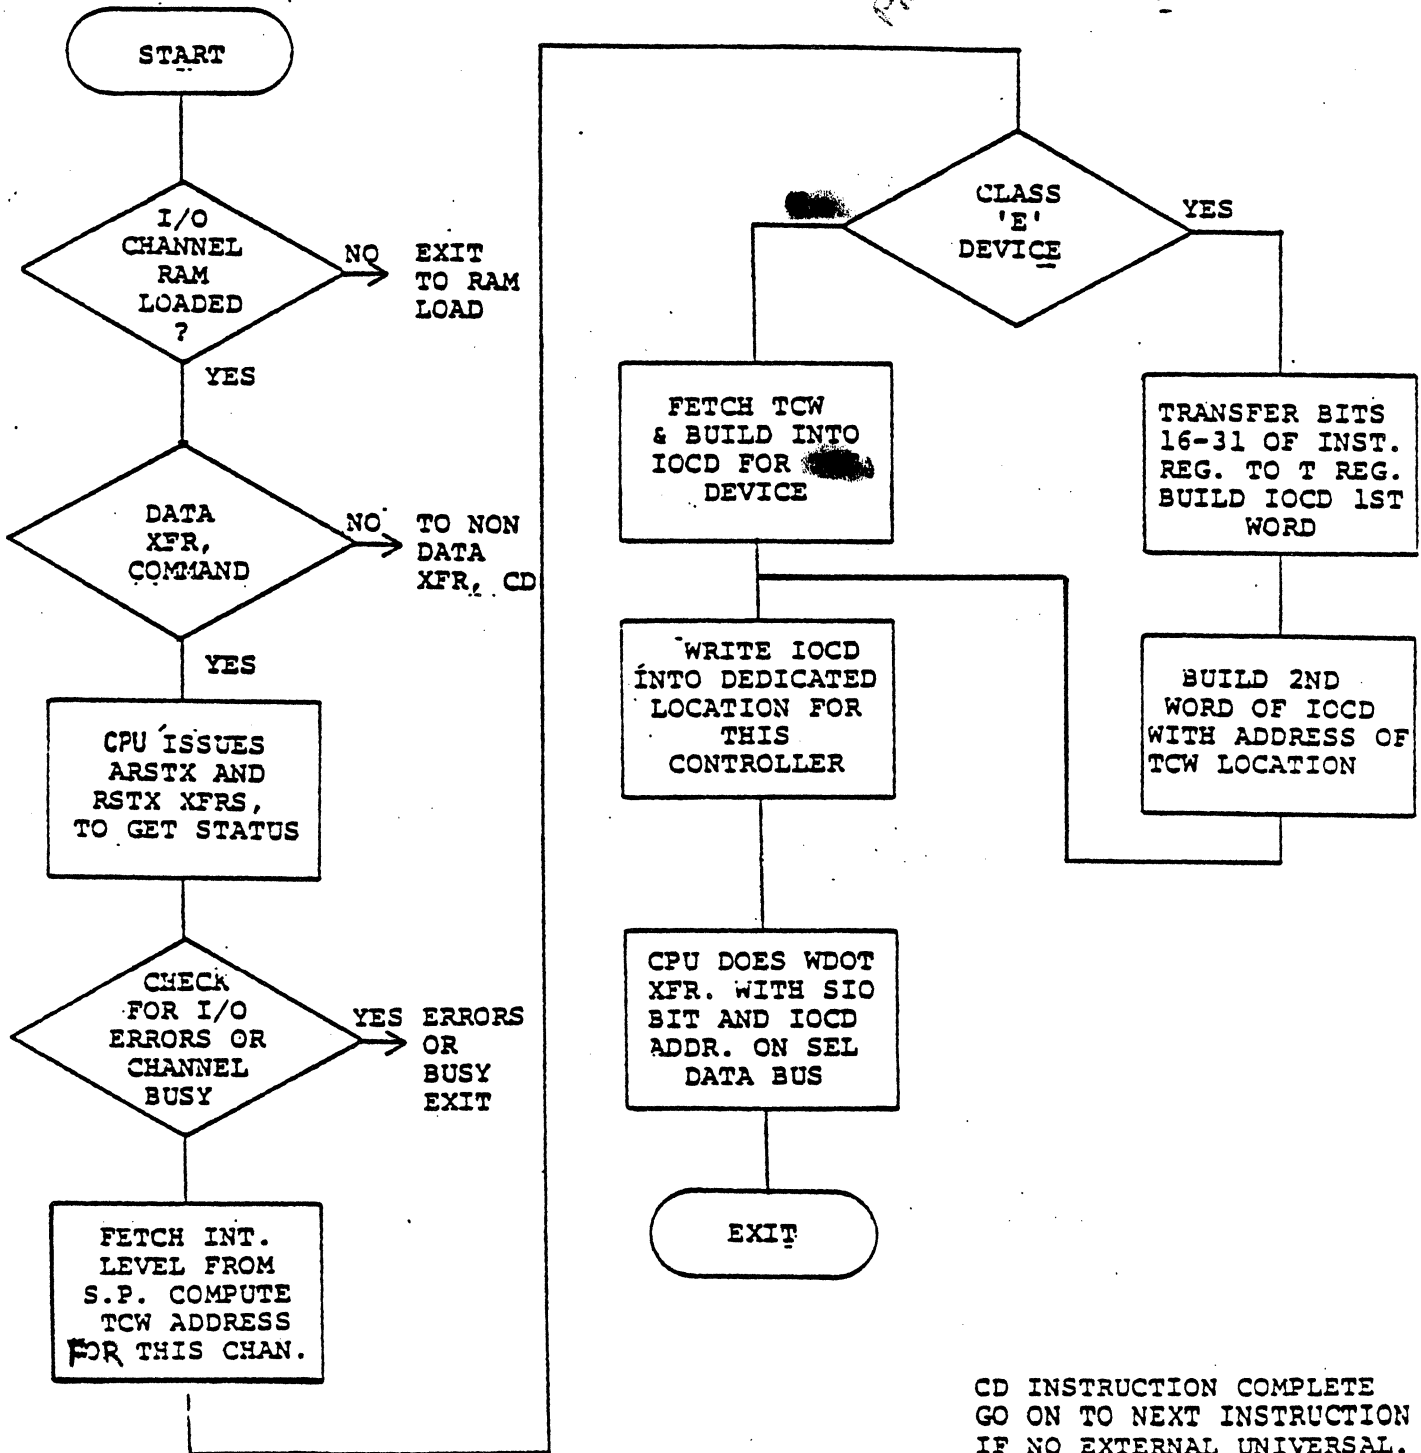 START
I/O
CHANNEL
RAM
LOADED
?
NO
EXIT
TO RAM
LOAD
YES
DATA
XFR,
COMMAND
NO
TO NON
DATA
XFR, CD
YES
CPU ISSUES
ARSTX AND
RSTX XFRS,
TO GET STATUS
CHECK
FOR I/O
ERRORS OR
CHANNEL
BUSY
YES
ERRORS
OR
BUSY
EXIT
FETCH INT.
LEVEL FROM
S.P. COMPUTE
TCW ADDRESS
FOR THIS CHAN.
CLASS
'E'
DEVICE
YES
FETCH TCW
& BUILD INTO
IOCD FOR
DEVICE
TRANSFER BITS
16-31 OF INST.
REG. TO T REG.
BUILD IOCD 1ST
WORD
BUILD 2ND
WORD OF IOCD
WITH ADDRESS OF
TCW LOCATION
WRITE IOCD
INTO DEDICATED
LOCATION FOR
THIS
CONTROLLER
CPU DOES WDOT
XFR. WITH SIO
BIT AND IOCD
ADDR. ON SEL
DATA BUS
EXIT
CD INSTRUCTION COMPLETE
GO ON TO NEXT INSTRUCTION
IF NO EXTERNAL UNIVERSAL.